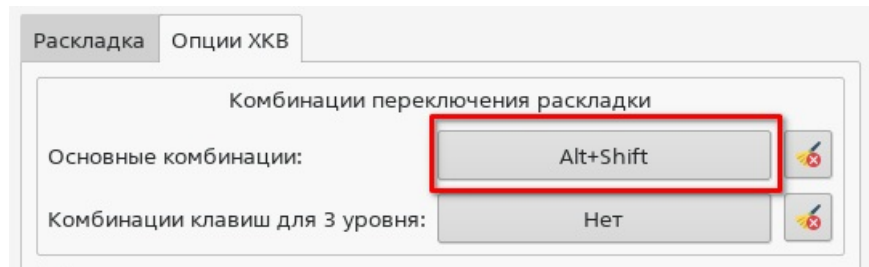 Раскладка Опции XKB
Комбинации переключения раскладки
Основные комбинации: Alt+Shift
Комбинации клавиш для 3 уровня: Нет